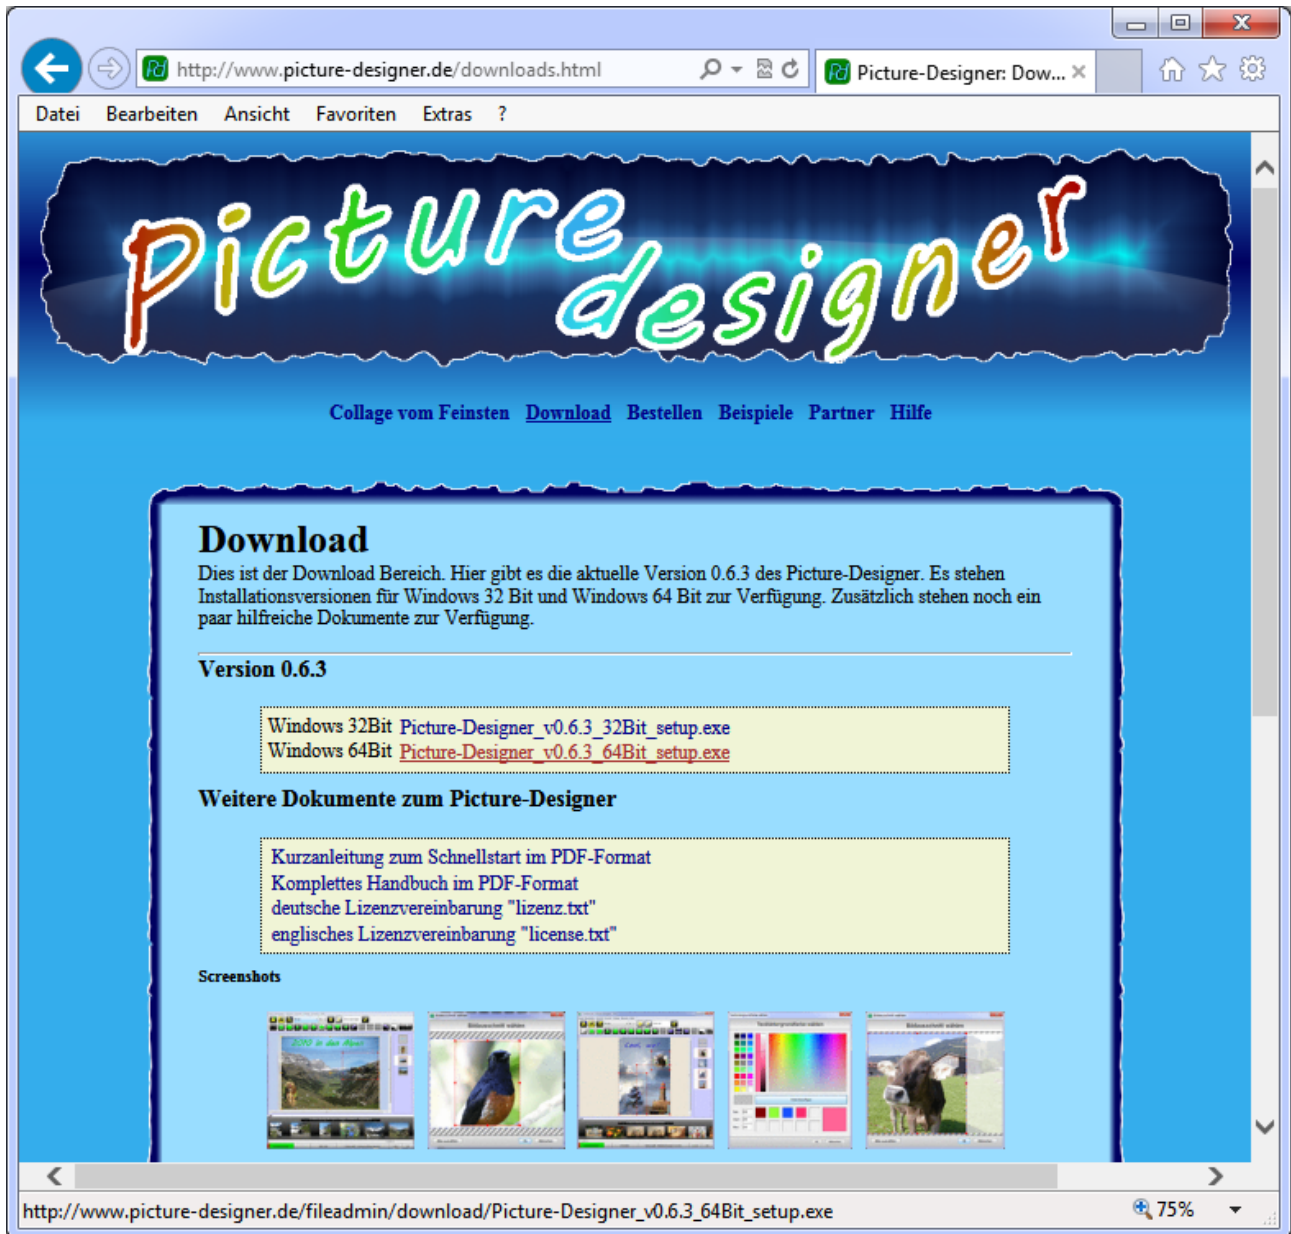 http://www.picture-designer.de/downloads.html
Picture-Designer: Dow...
Datei Bearbeiten Ansicht Favoriten Extras ?
Picture
designer
Collage vom Feinsten Download Bestellen Beispiele Partner Hilfe
Download
Dies ist der Download Bereich. Hier gibt es die aktuelle Version 0.6.3 des Picture-Designer. Es stehen
Installationsversionen für Windows 32 Bit und Windows 64 Bit zur Verfügung. Zusätzlich stehen noch ein
paar hilfreiche Dokumente zur Verfügung.
Version 0.6.3
Windows 32Bit Picture-Designer_v0.6.3_32Bit_setup.exe
Windows 64Bit Picture-Designer_v0.6.3_64Bit_setup.exe
Weitere Dokumente zum Picture-Designer
Kurzanleitung zum Schnellstart im PDF-Format
Komplettes Handbuch im PDF-Format
deutsche Lizenzvereinbarung "lizenz.txt"
englisches Lizenzvereinbarung "license.txt"
Screenshots
2010 in den Alpen
http://www.picture-designer.de/fileadmin/download/Picture-Designer_v0.6.3_64Bit_setup.exe
75%